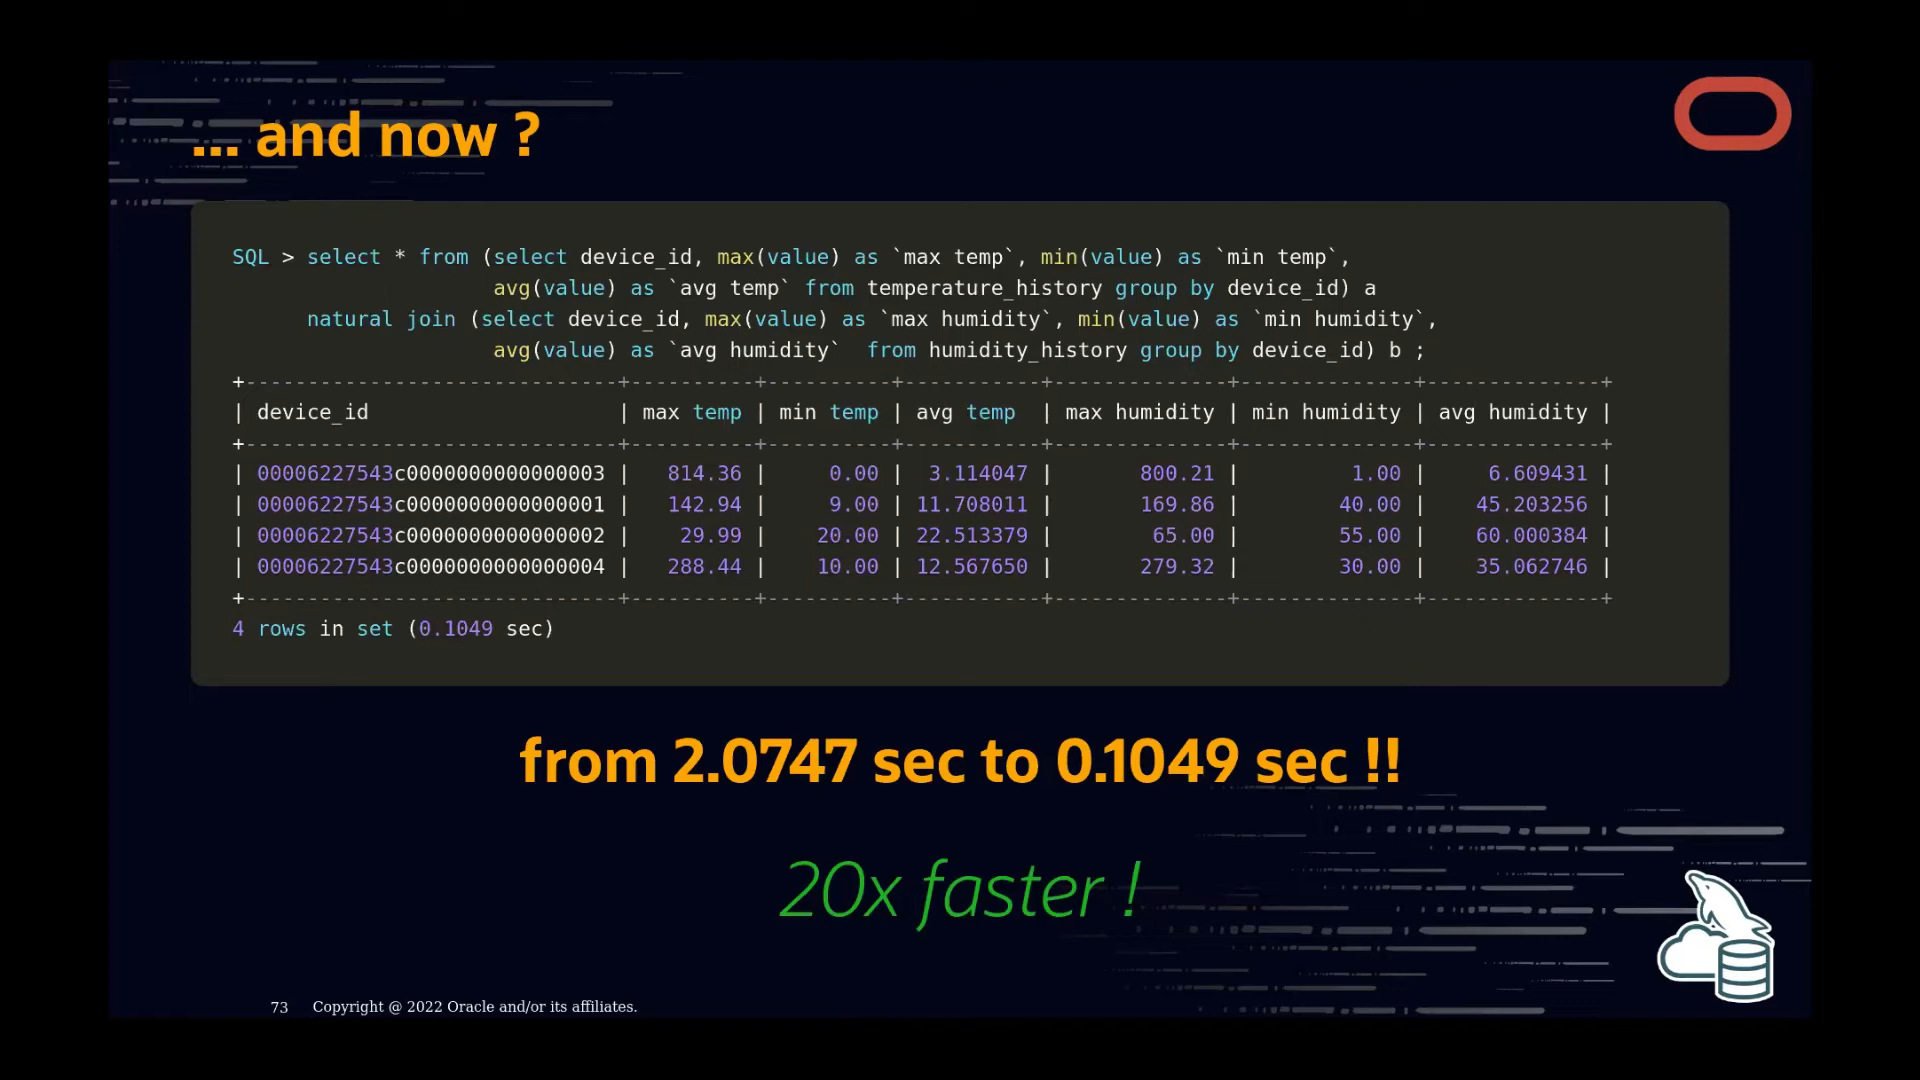 ... and now ?
SQL > select * from (select device_id, max(value) as `max temp`, min(value) as `min temp`,
avg(value) as `avg temp` from temperature_history group by device_id) a
natural join (select device_id, max(value) as `max humidity`, min(value) as `min humidity`,
avg(value) as `avg humidity`  from humidity_history group by device_id) b ;
+------------------------------+----------+----------+-----------+--------------+--------------+--------------+
| device_id                    | max temp | min temp | avg temp  | max humidity | min humidity | avg humidity |
+------------------------------+----------+----------+-----------+--------------+--------------+--------------+
| 00006227543c0000000000000003 |   814.36 |     0.00 |  3.114047 |       800.21 |         1.00 |     6.609431 |
| 00006227543c0000000000000001 |   142.94 |     9.00 | 11.708011 |       169.86 |        40.00 |    45.203256 |
| 00006227543c0000000000000002 |    29.99 |    20.00 | 22.513379 |        65.00 |        55.00 |    60.000384 |
| 00006227543c0000000000000004 |   288.44 |    10.00 | 12.567650 |       279.32 |        30.00 |    35.062746 |
+------------------------------+----------+----------+-----------+--------------+--------------+--------------+
4 rows in set (0.1049 sec)
from 2.0747 sec to 0.1049 sec !!
20x faster !
73 Copyright @ 2022 Oracle and/or its affiliates.